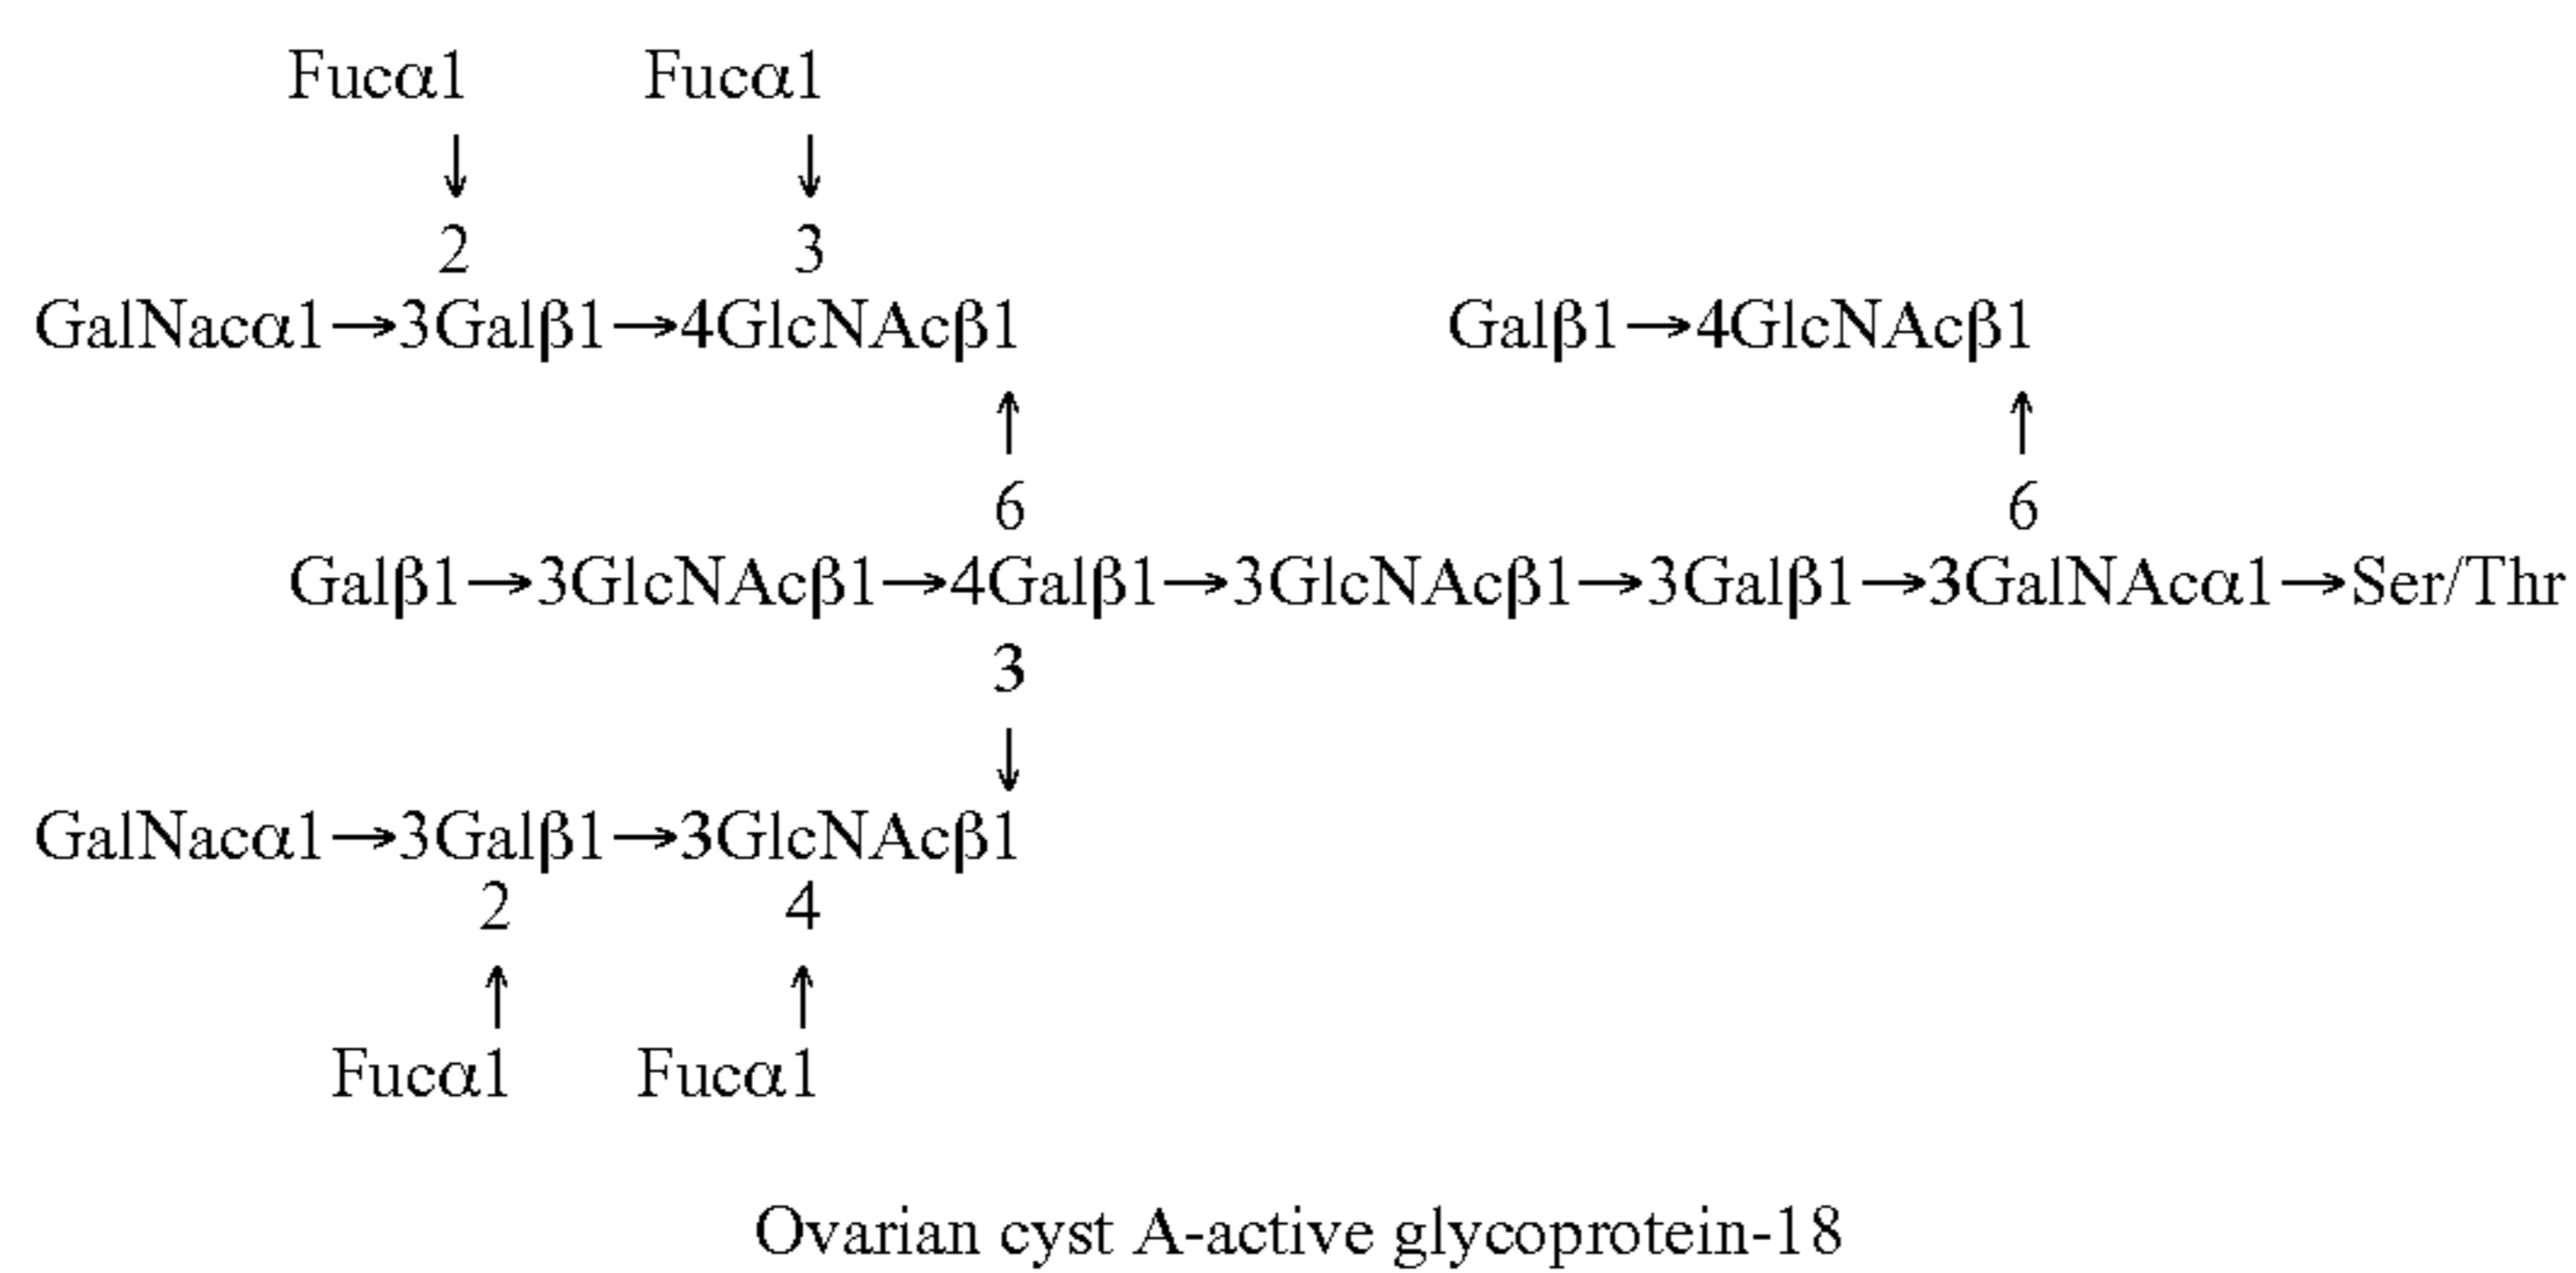 Fucα1 Fucα1
↓ ↓
2 3
GalNacα1→3Galβ1→4GlcNAcβ1 Galβ1→4GlcNAcβ1
↑ ↑
6 6
Galβ1→3GlcNAcβ1→4Galβ1→3GlcNAcβ1→3Galβ1→3GalNAcα1→Ser/Thr
3
↓
GalNacα1→3Galβ1→3GlcNAcβ1
2 4
↑ ↑
Fucα1 Fucα1
Ovarian cyst A-active glycoprotein-18